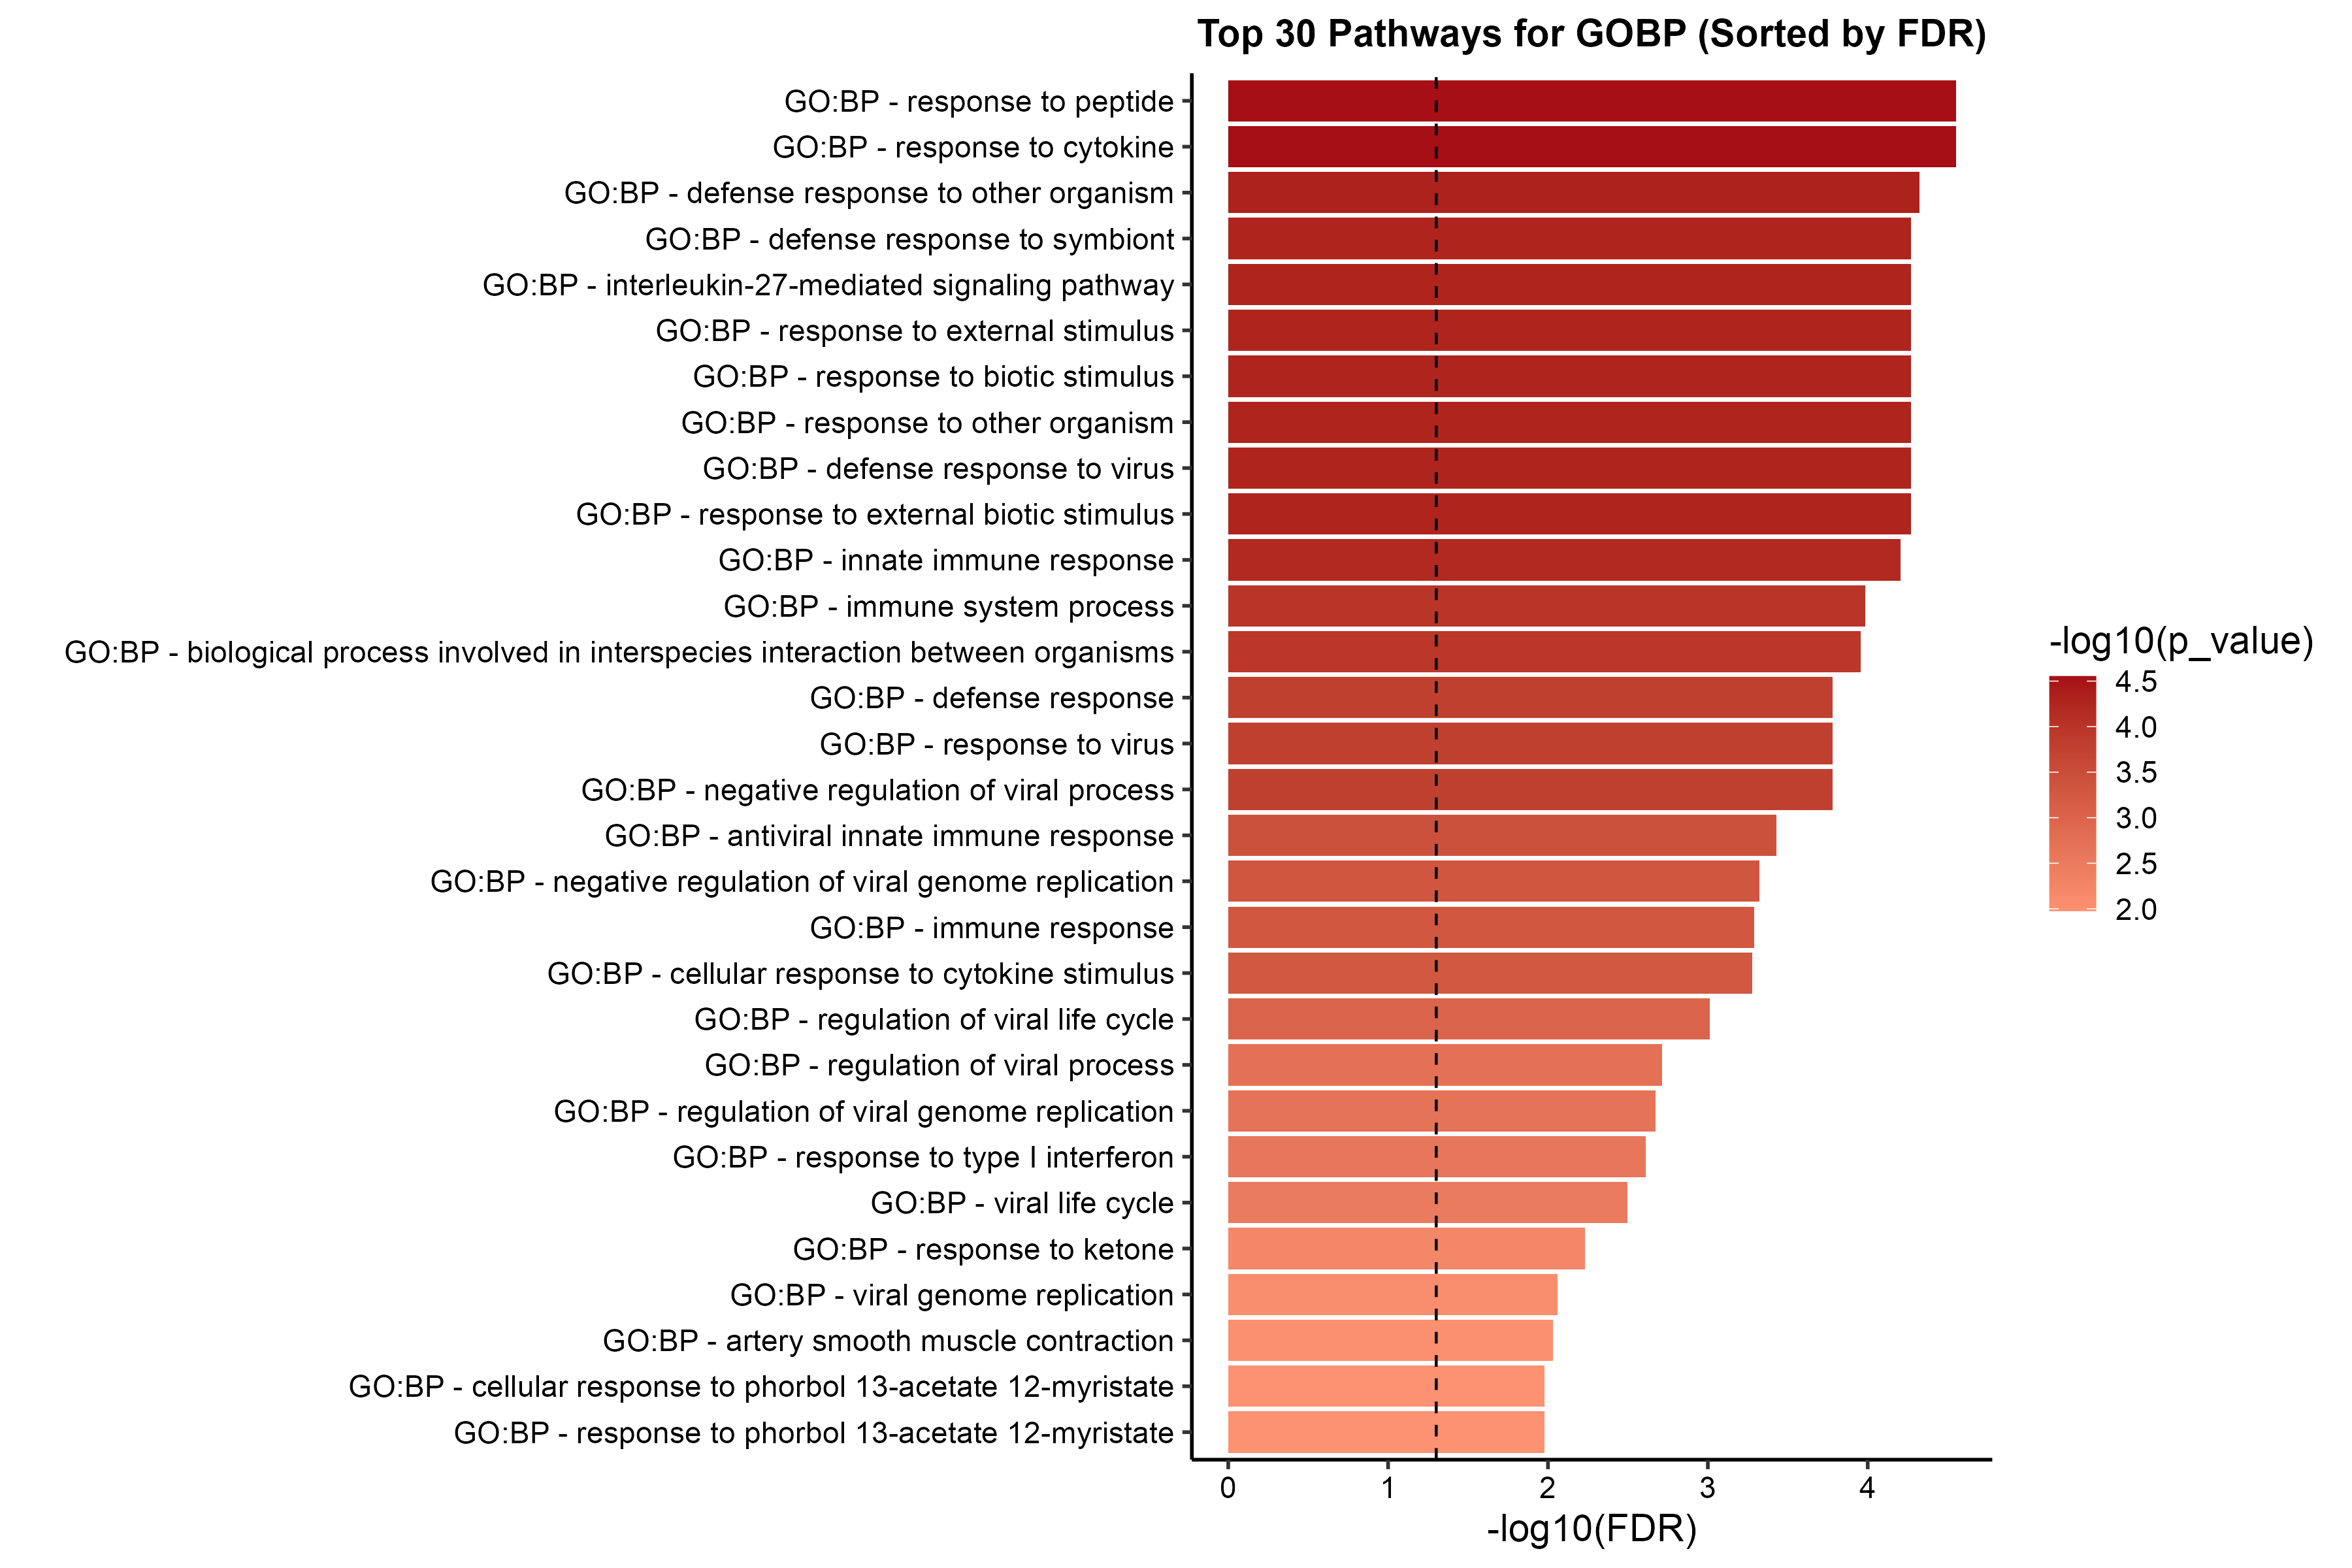 Top 30 Pathways for GOBP (Sorted by FDR)
GO:BP - response to peptide
GO:BP - response to cytokine
GO:BP - defense response to other organism
GO:BP - defense response to symbiont
GO:BP - interleukin-27-mediated signaling pathway
GO:BP - response to external stimulus
GO:BP - response to biotic stimulus
GO:BP - response to other organism
GO:BP - defense response to virus
GO:BP - response to external biotic stimulus
GO:BP - innate immune response
GO:BP - immune system process
GO:BP - biological process involved in interspecies interaction between organisms
GO:BP - defense response
GO:BP - response to virus
GO:BP - negative regulation of viral process
GO:BP - antiviral innate immune response
GO:BP - negative regulation of viral genome replication
GO:BP - immune response
GO:BP - cellular response to cytokine stimulus
GO:BP - regulation of viral life cycle
GO:BP - regulation of viral process
GO:BP - regulation of viral genome replication
GO:BP - response to type I interferon
GO:BP - viral life cycle
GO:BP - response to ketone
GO:BP - viral genome replication
GO:BP - artery smooth muscle contraction
GO:BP - cellular response to phorbol 13-acetate 12-myristate
GO:BP - response to phorbol 13-acetate 12-myristate
0 1 2 3 4
-log10(FDR)
-log10(p_value)
4.5
4.0
3.5
3.0
2.5
2.0